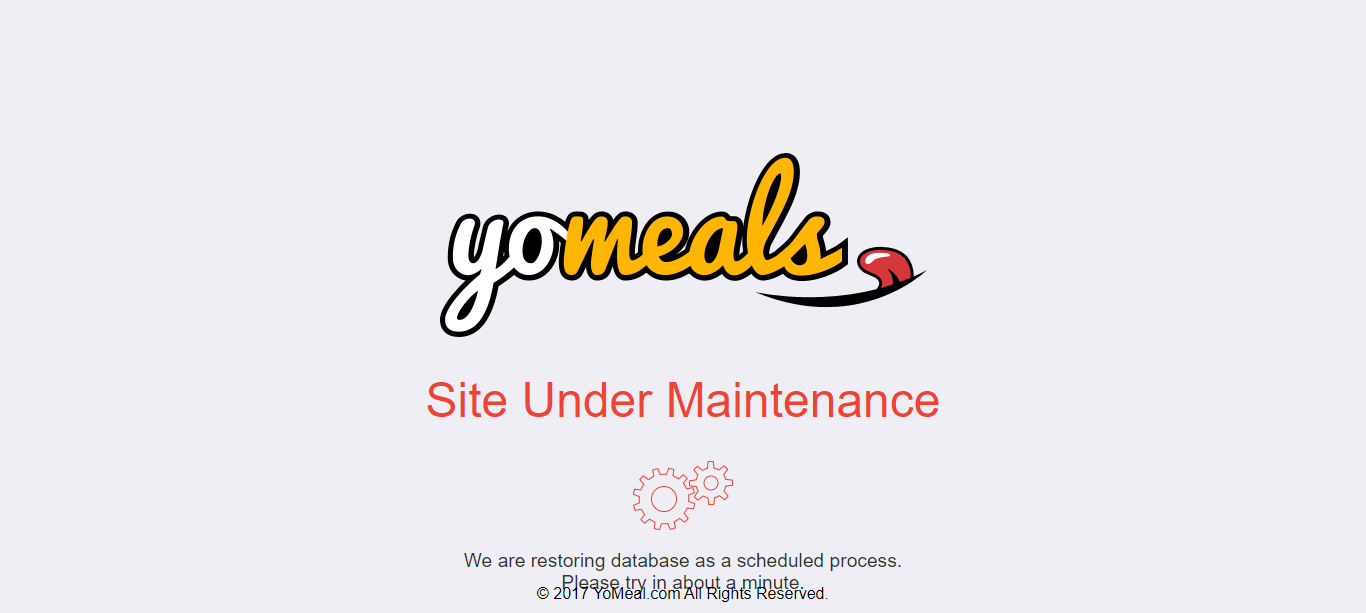 yomeals
Site Under Maintenance
We are restoring database as a scheduled process.
Please try in about a minute.
© 2017 YoMeal.com All Rights Reserved.